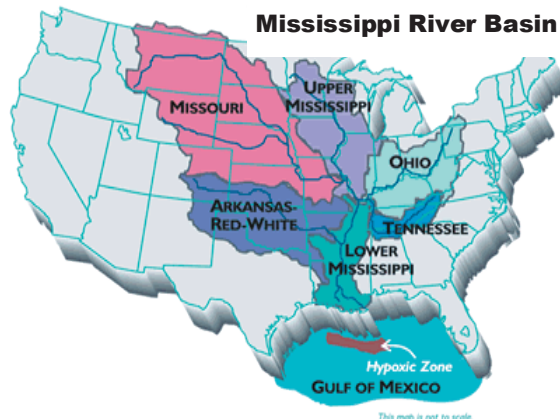 Mississippi River Basin
UPPER
MISSISSIPPI
MISSOURI
OHIO
ARKANSAS-
RED-WHITE
TENNESSEE
LOWER
MISSISSIPPI
Hypoxic Zone
GULF OF MEXICO
This map is not to scale